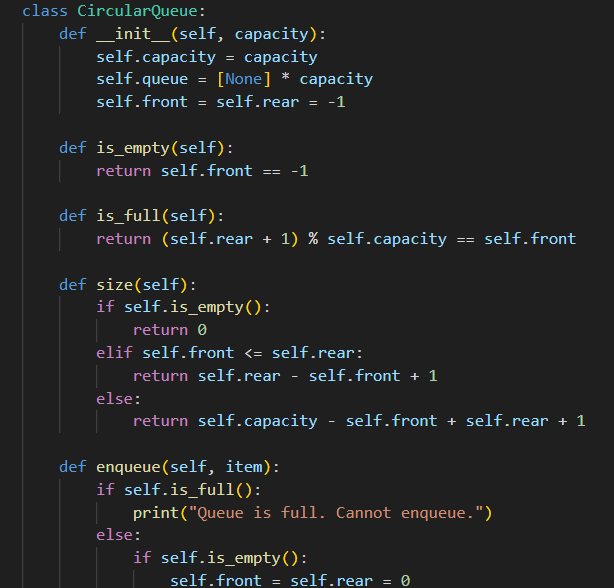 class CircularQueue:
    def __init__(self, capacity):
        self.capacity = capacity
        self.queue = [None] * capacity
        self.front = self.rear = -1

    def is_empty(self):
        return self.front == -1

    def is_full(self):
        return (self.rear + 1) % self.capacity == self.front

    def size(self):
        if self.is_empty():
            return 0
        elif self.front <= self.rear:
            return self.rear - self.front + 1
        else:
            return self.capacity - self.front + self.rear + 1

    def enqueue(self, item):
        if self.is_full():
            print("Queue is full. Cannot enqueue.")
        else:
            if self.is_empty():
                self.front = self.rear = 0